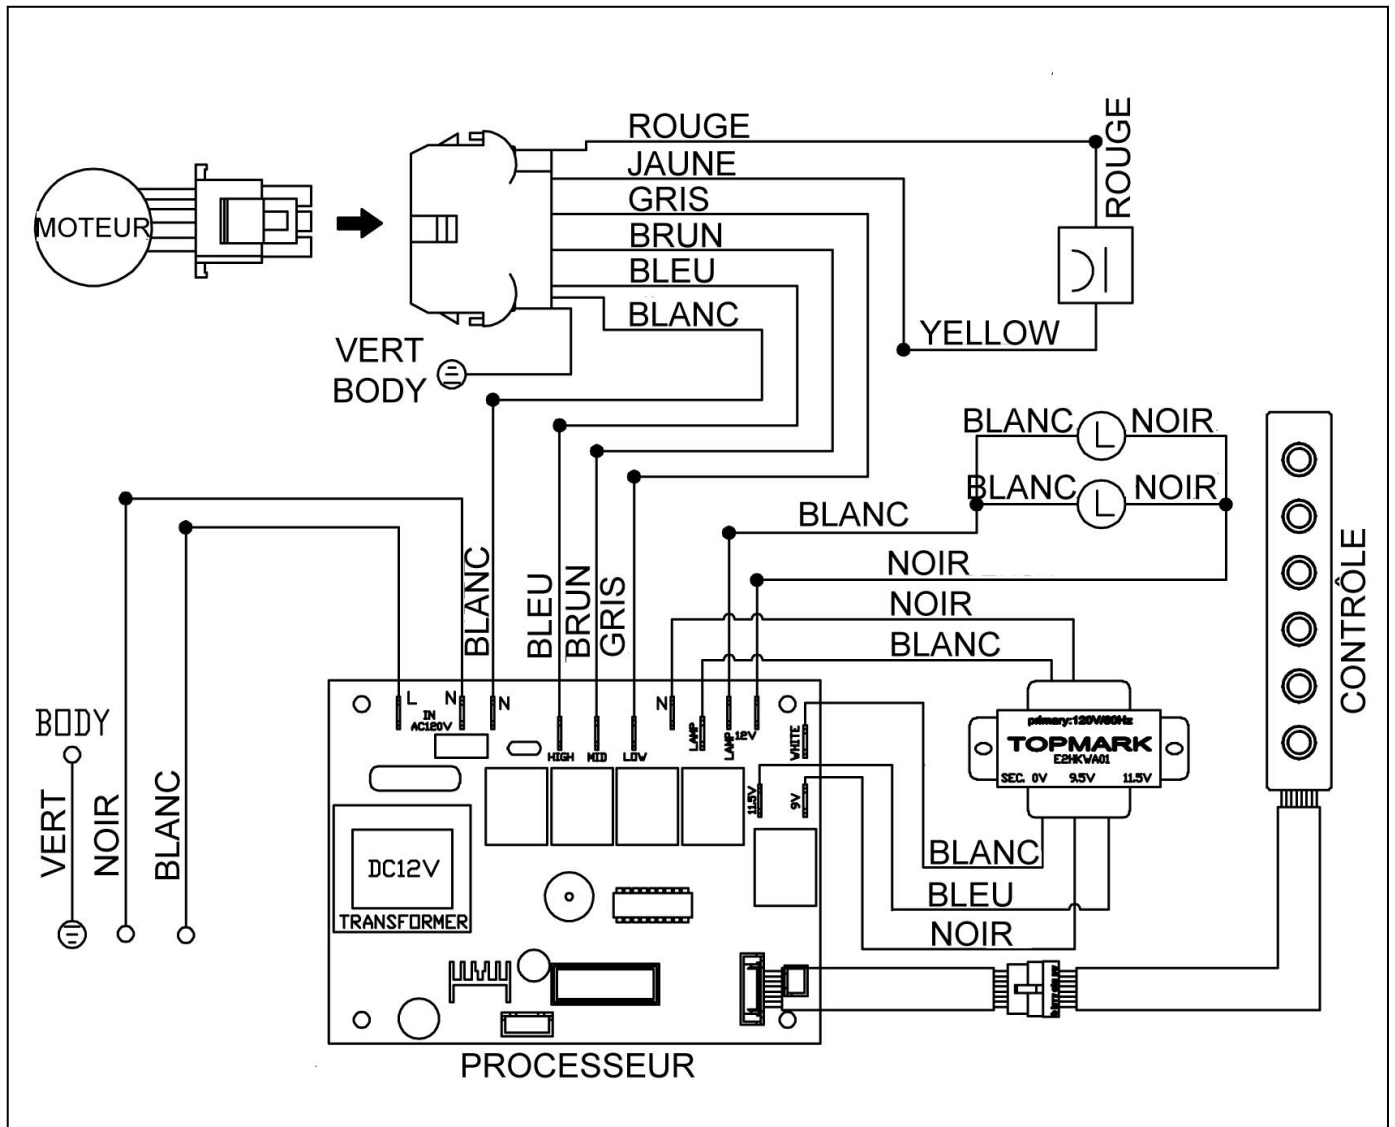 ROUGE
ROUGE
JAUNE
GRIS
BRUN
BLEU
BLANC
MOTEUR
VERT
BODY
YELLOW
BLANC
L
NOIR
BLANC
L
NOIR
BLANC
NOIR
NOIR
BLANC
CONTRÔLE
BLANC
BLEU
BRUN
GRIS
L
N
N
IN
AC120V
HIGH
MID
LOW
N
LAMP
LAMP
12V
WHITE
11.5V
9V
primary:120V/60Hz
TOPMARK
E2HKWA01
SEC. 0V 9.5V 11.5V
BODY
VERT
NOIR
BLANC
DC12V
TRANSFORMER
BLANC
BLEU
NOIR
PROCESSEUR